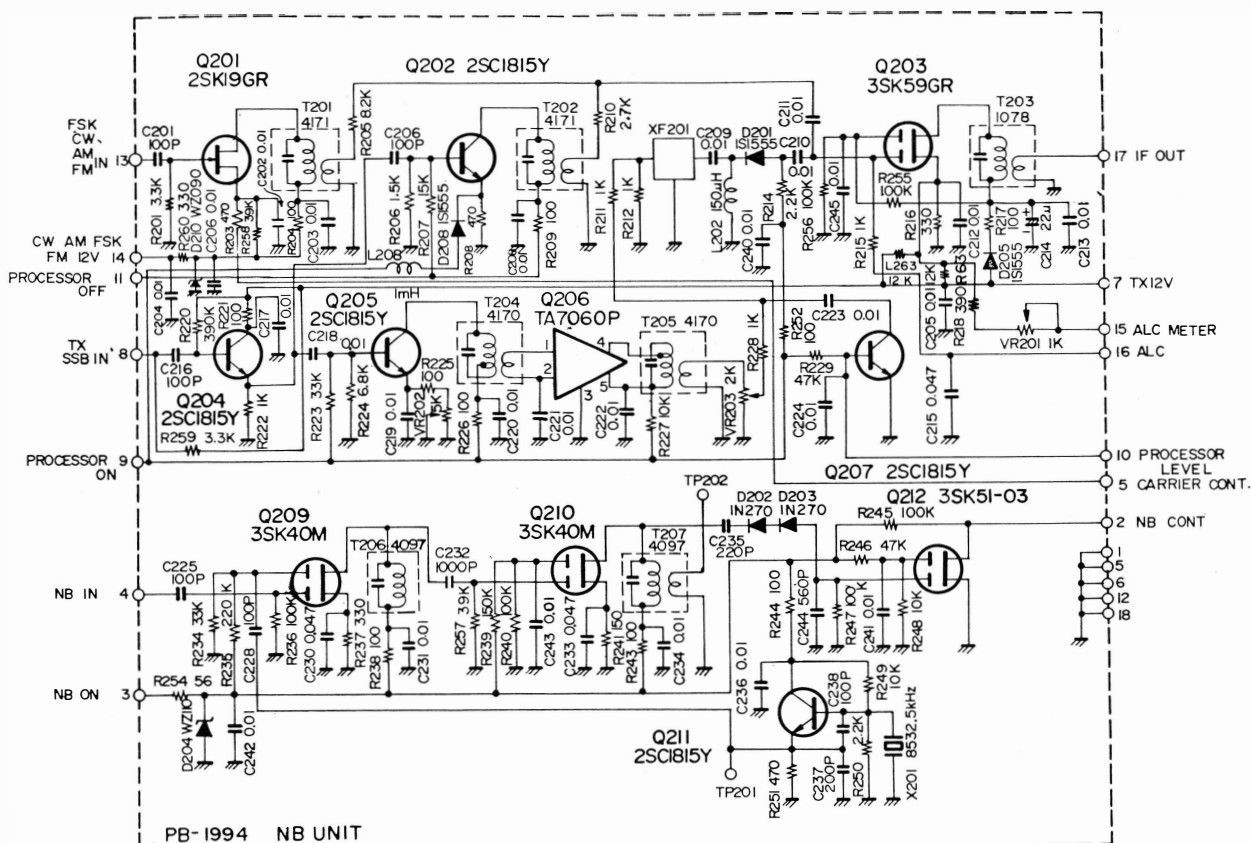 Q201
2SK19GR
Q202 2SC1815Y
Q203
3SK59GR
FSK
CW、
AM
FM IN 13
C201
100P
R201 3.3K
R260 330
D210 WZ090
C206 0.01
R203 470
R258 39K
C202 0.01
R204 100
C203 0.01
T201
4171
R205 8.2K
C206
100P
R206 1.5K
R207 15K
D208 1S1555
R208 470
T202
4171
R209 100
R210
2.7K
R211 1K
R212 1K
XF201
C209
0.01
D201
1S1555
C210
0.01
C211
0.01
L202 150μH
C240 0.01
R214
2.2K
R256 100K
C245 0.01
R215 1K
R255
100K
R216
330
C212 0.01
T203
1078
R217
100
D205
1S1555
C214 22μ
C213 0.01
17 IF OUT
CW AM FSK
FM 12V 14
PROCESSOR 11
OFF
L208
1mH
L263
12K
R63
12K
7 TX12V
C204 0.01
R220
390K
R221
100
C217
0.01
TX
SSB IN 8
C216
100P
Q204
2SC1815Y
R222 1K
R259 3.3K
C218
0.01
R223 33K
R224 6.8K
Q205
2SC1815Y
C219 0.01
R225
100
VR202
R226 100
C220 0.01
T204
4170
Q206
TA7060P
1
2
3
4
5
C221
0.01
C222
0.01
T205 4170
R227 10K
VR203 2K
R228 1K
C223 0.01
R252
100
R229
47K
C224
0.01
C205 0.01
R218 390
VR201 1K
15 ALC METER
16 ALC
C215 0.047
Q207 2SC1815Y
PROCESSOR 9
ON
10 PROCESSOR
LEVEL
5 CARRIER CONT.
Q209
3SK40M
Q210
3SK40M
TP202
D202 D203
1N270 1N270
Q212 3SK51-03
R245 100K
2 NB CONT
NB IN 4
C225
100P
R234 33K
R235 220K
C228 100P
R236 100K
C230 0.047
R237 330
R238 100
C231 0.01
T206 4097
C232
1000P
R257 3.9K
R239 150K
R240 100K
C243 0.01
C233 0.047
R241 150
R243 100
C234 0.01
T207
4097
C235
220P
R244 100
C244 560P
R246 47K
R247 100
C241 0.01
R248 10K
1
5
6
12
18
NB ON 3
R254 56
D204 WZ110
C242 0.01
C236 0.01
C238
100P
R249
10K
Q211
2SC1815Y
TP201
R251 470
C237
200P
R250 2.2K
X201 8532.5kHz
PB-1994 NB UNIT